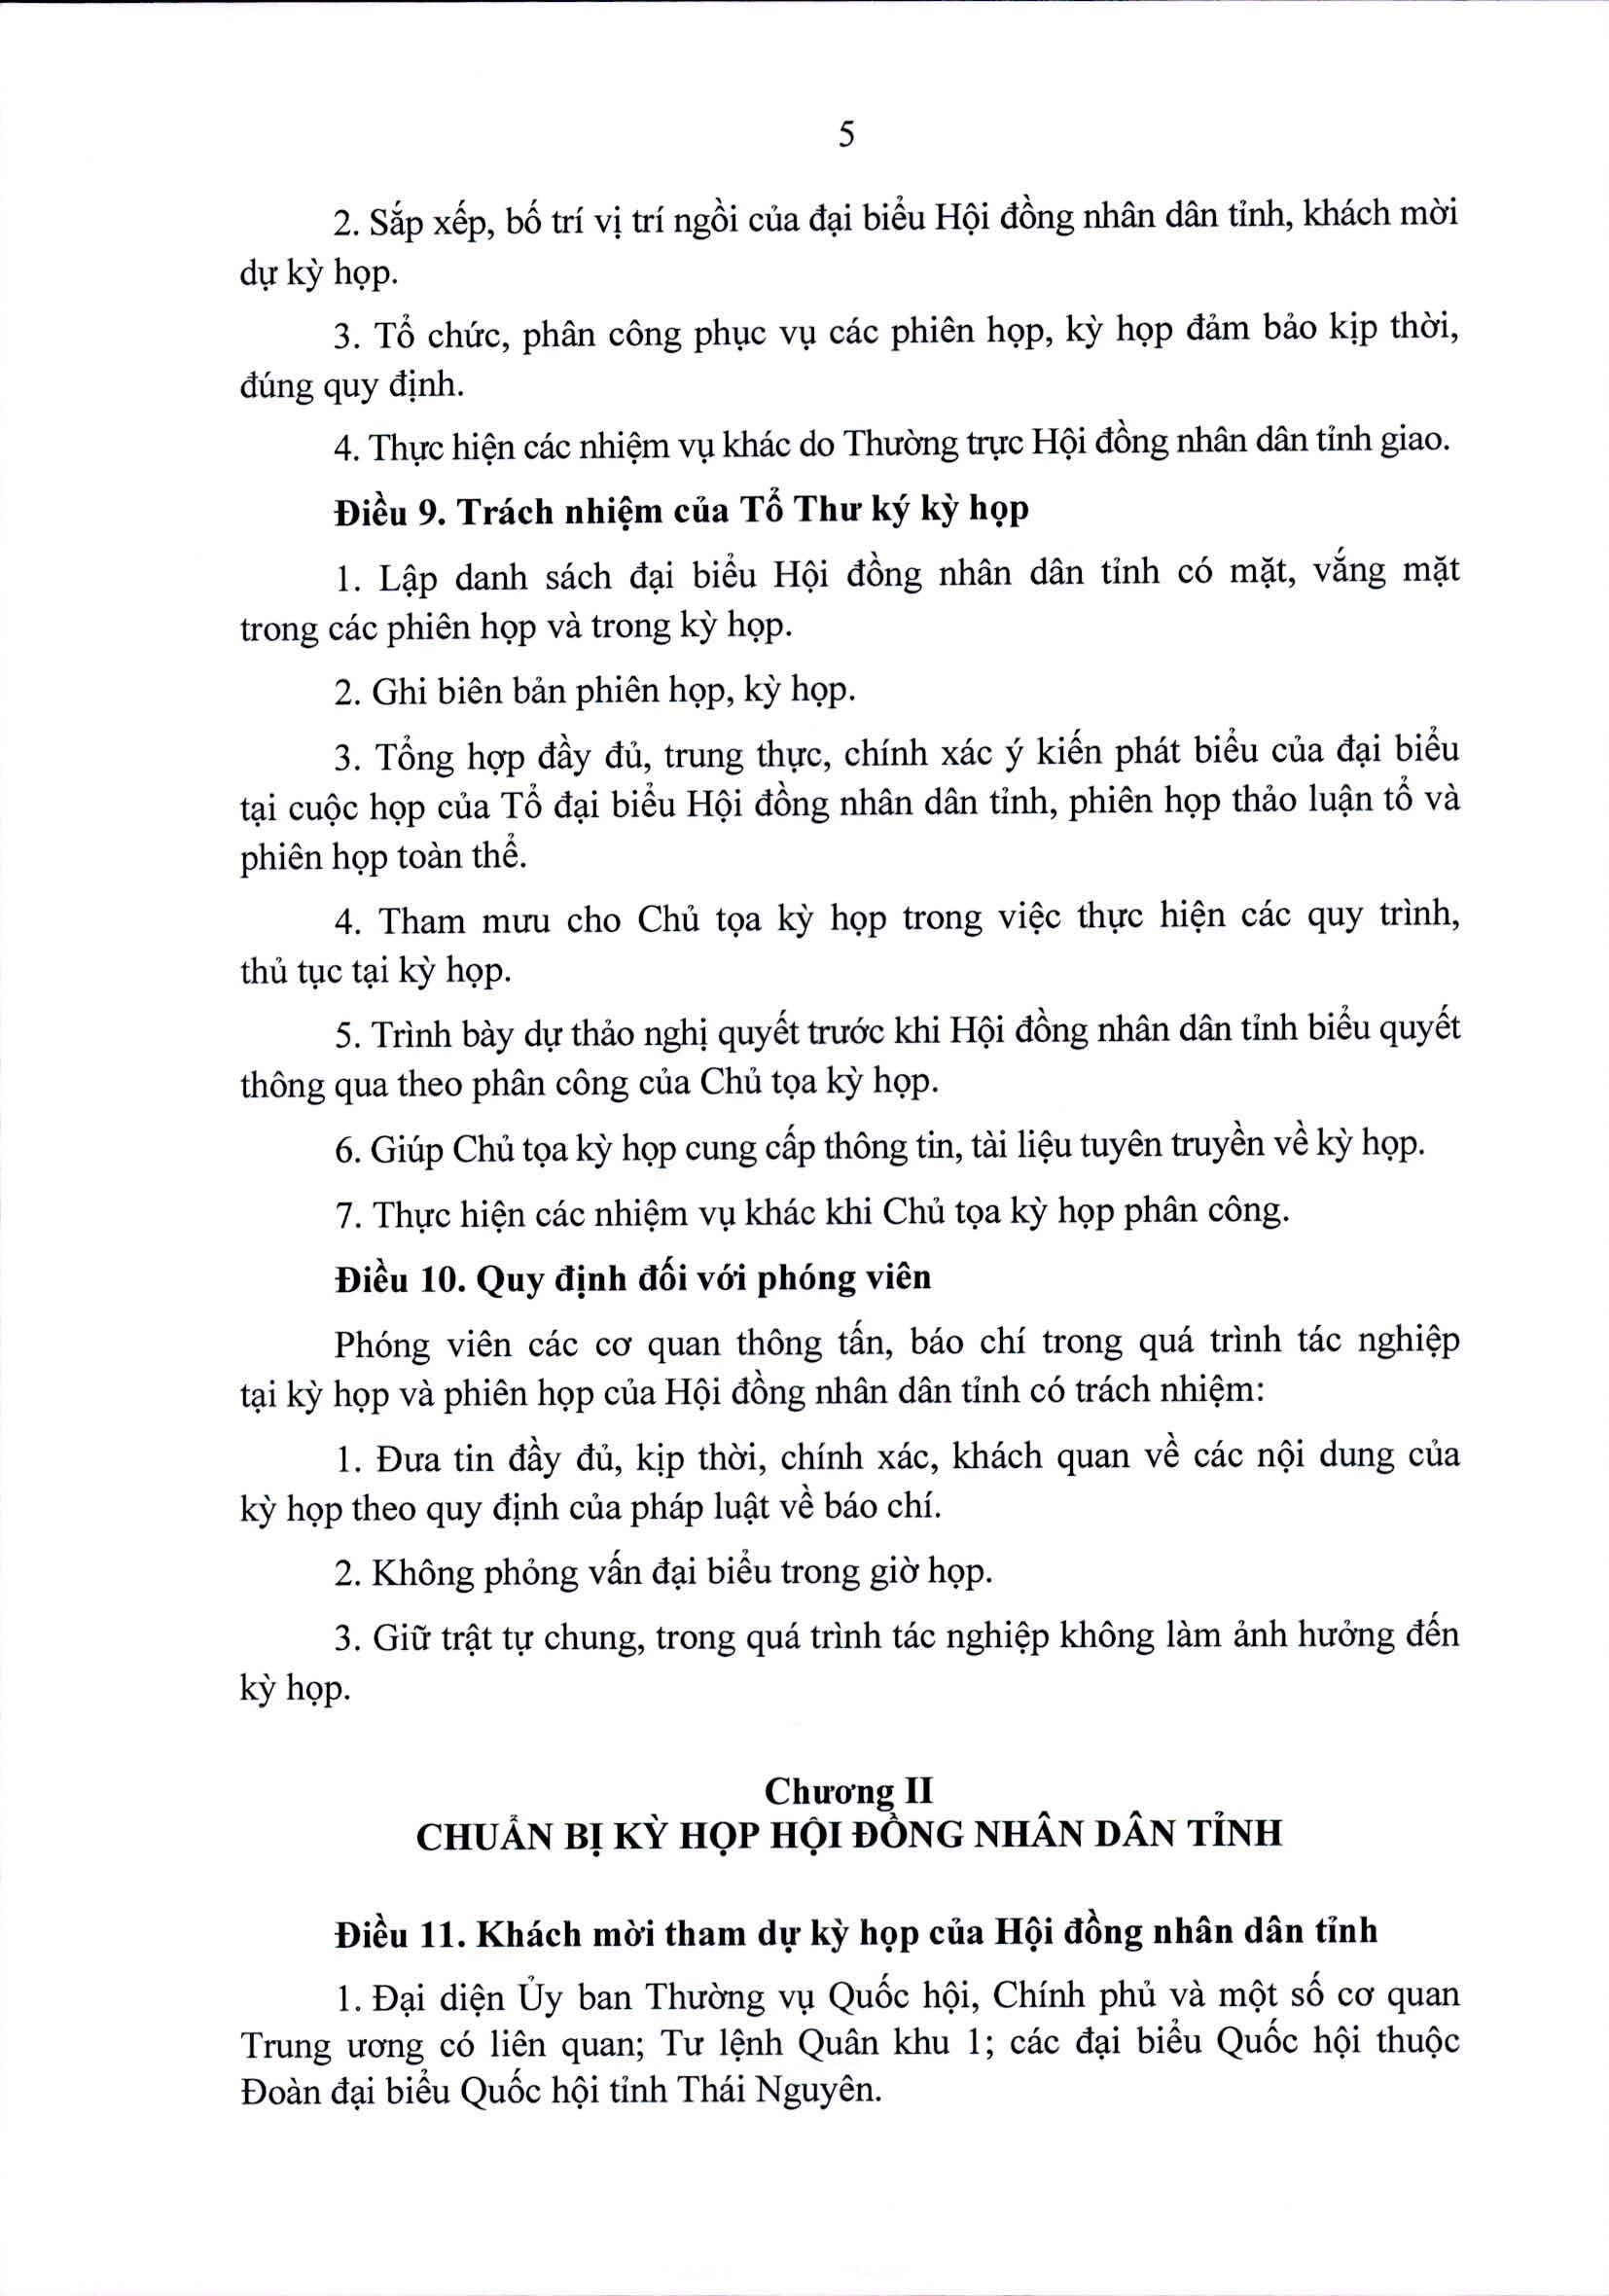 5
2. Sắp xếp, bố trí vị trí ngồi của đại biểu Hội đồng nhân dân tỉnh, khách mời
dự kỳ họp.
3. Tổ chức, phân công phục vụ các phiên họp, kỳ họp đảm bảo kịp thời,
đúng quy định.
4. Thực hiện các nhiệm vụ khác do Thường trực Hội đồng nhân dân tỉnh giao.
Điều 9. Trách nhiệm của Tổ Thư ký kỳ họp
1. Lập danh sách đại biểu Hội đồng nhân dân tỉnh có mặt, vắng mặt
trong các phiên họp và trong kỳ họp.
2. Ghi biên bản phiên họp, kỳ họp.
3. Tổng hợp đầy đủ, trung thực, chính xác ý kiến phát biểu của đại biểu
tại cuộc họp của Tổ đại biểu Hội đồng nhân dân tỉnh, phiên họp thảo luận tổ và
phiên họp toàn thể.
4. Tham mưu cho Chủ tọa kỳ họp trong việc thực hiện các quy trình,
thủ tục tại kỳ họp.
5. Trình bày dự thảo nghị quyết trước khi Hội đồng nhân dân tỉnh biểu quyết
thông qua theo phân công của Chủ tọa kỳ họp.
6. Giúp Chủ tọa kỳ họp cung cấp thông tin, tài liệu tuyên truyền về kỳ họp.
7. Thực hiện các nhiệm vụ khác khi Chủ tọa kỳ họp phân công.
Điều 10. Quy định đối với phóng viên
Phóng viên các cơ quan thông tấn, báo chí trong quá trình tác nghiệp
tại kỳ họp và phiên họp của Hội đồng nhân dân tỉnh có trách nhiệm:
1. Đưa tin đầy đủ, kịp thời, chính xác, khách quan về các nội dung của
kỳ họp theo quy định của pháp luật về báo chí.
2. Không phỏng vấn đại biểu trong giờ họp.
3. Giữ trật tự chung, trong quá trình tác nghiệp không làm ảnh hưởng đến
kỳ họp.
Chương II
CHUẨN BỊ KỲ HỌP HỘI ĐỒNG NHÂN DÂN TỈNH
Điều 11. Khách mời tham dự kỳ họp của Hội đồng nhân dân tỉnh
1. Đại diện Ủy ban Thường vụ Quốc hội, Chính phủ và một số cơ quan
Trung ương có liên quan; Tư lệnh Quân khu 1; các đại biểu Quốc hội thuộc
Đoàn đại biểu Quốc hội tỉnh Thái Nguyên.